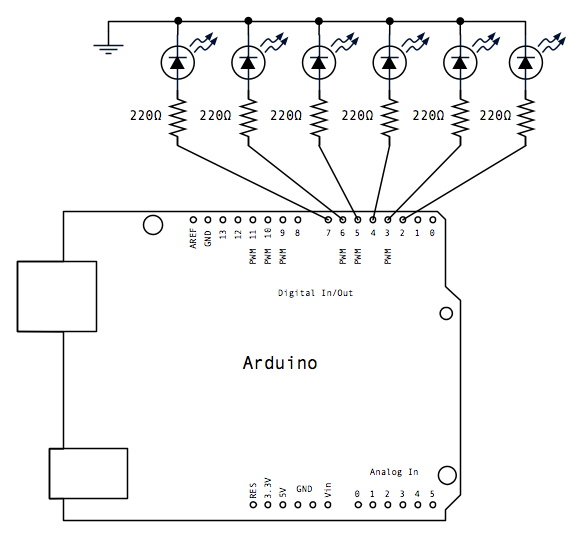 220Ω 220Ω 220Ω 220Ω 220Ω 220Ω
AREF GND 13 12 11 10 9 8 7 6 5 4 3 2 1 0
PWM PWM PWM PWM PWM PWM
Digital In/Out
Arduino
Analog In
RES 3.3V 5V GND Vin 0 1 2 3 4 5